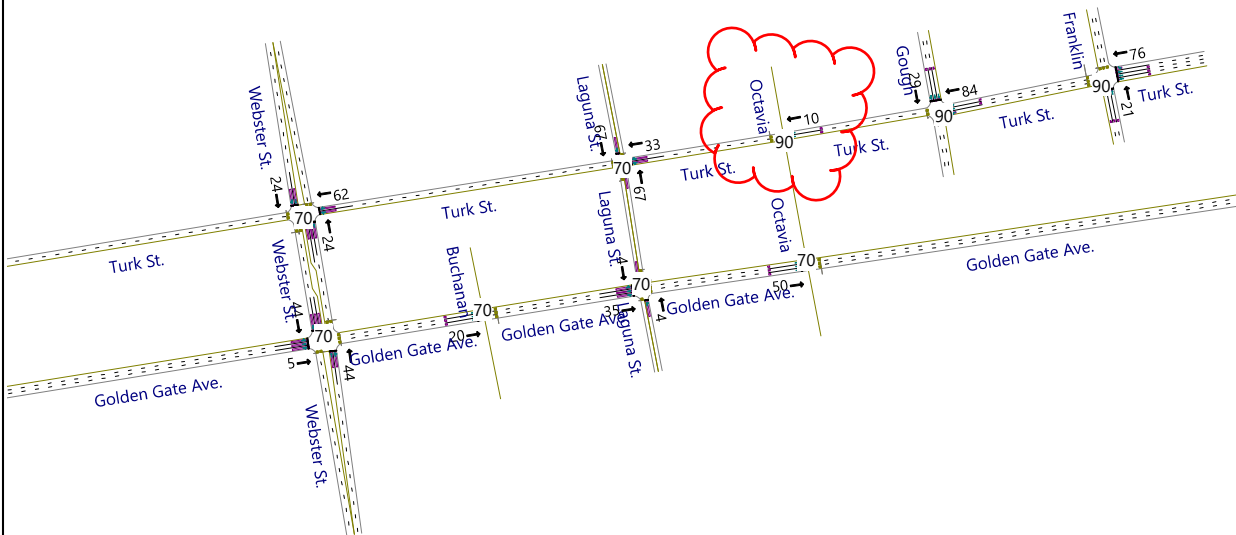 Franklin
76
Gough
29
84
90
21
Turk St.
Laguna St.
Octavia
10
90
Turk St.
90
Turk St.
Webster St.
67
33
70
Turk St.
67
24
62
70
Turk St.
24
Turk St.
Laguna St.
Octavia
Webster St.
Buchanan
4
70
70
50
Golden Gate Ave.
44
70
35
4
Golden Gate Ave.
70
20
Golden Gate Ave.
Laguna St.
5
44
Golden Gate Ave.
Golden Gate Ave.
Webster St.